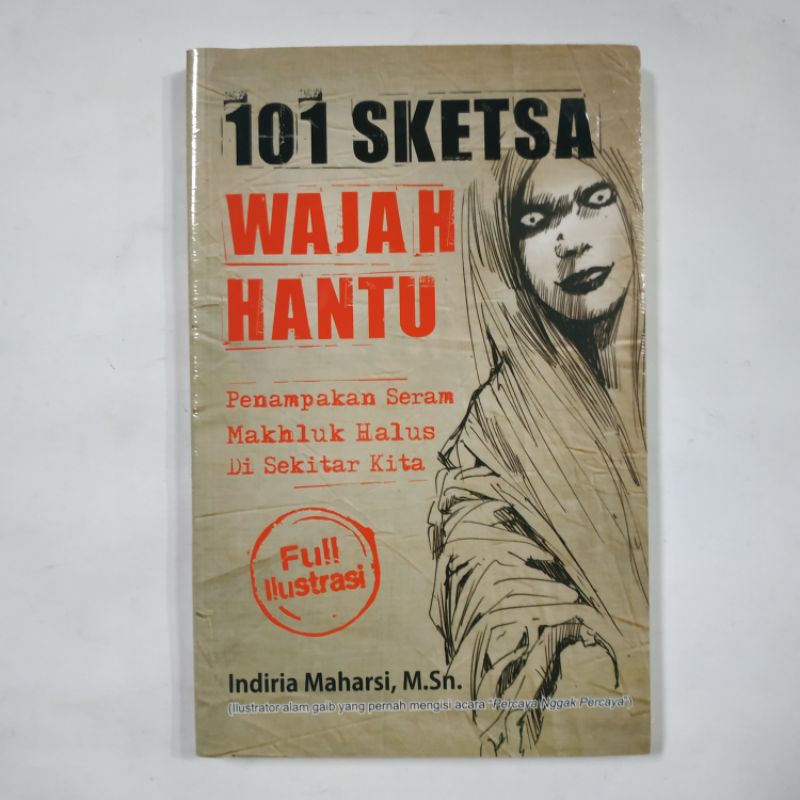 101 SKETSA
WAJAH
HANTU
Penampakan Seram
Makhluk Halus
Di Sekitar Kita
Full
Ilustrasi
Indiria Maharsi, M.Sn.
(Ilustrator alam gaib yang pernah mengisi acara "Percaya Nggak Percaya")